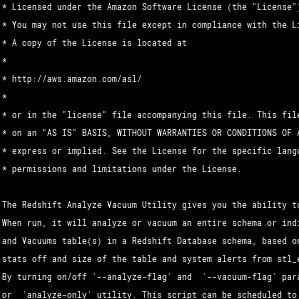 * Licensed under the Amazon Software License (the "License"
* You may not use this file except in compliance with the Li
* A copy of the License is located at
*
* http://aws.amazon.com/asl/
*
* or in the "license" file accompanying this file. This file
* on an "AS IS" BASIS, WITHOUT WARRANTIES OR CONDITIONS OF A
* express or implied. See the License for the specific langu
* permissions and limitations under the License.
The Redshift Analyze Vacuum Utility gives you the ability to
When run, it will analyze or vacuum an entire schema or indi
and Vacuums table(s) in a Redshift Database schema, based on
stats off and size of the table and system alerts from stl_e
By turning on/off '--analyze-flag' and  '--vacuum-flag' para
or  'analyze-only' utility. This script can be scheduled to